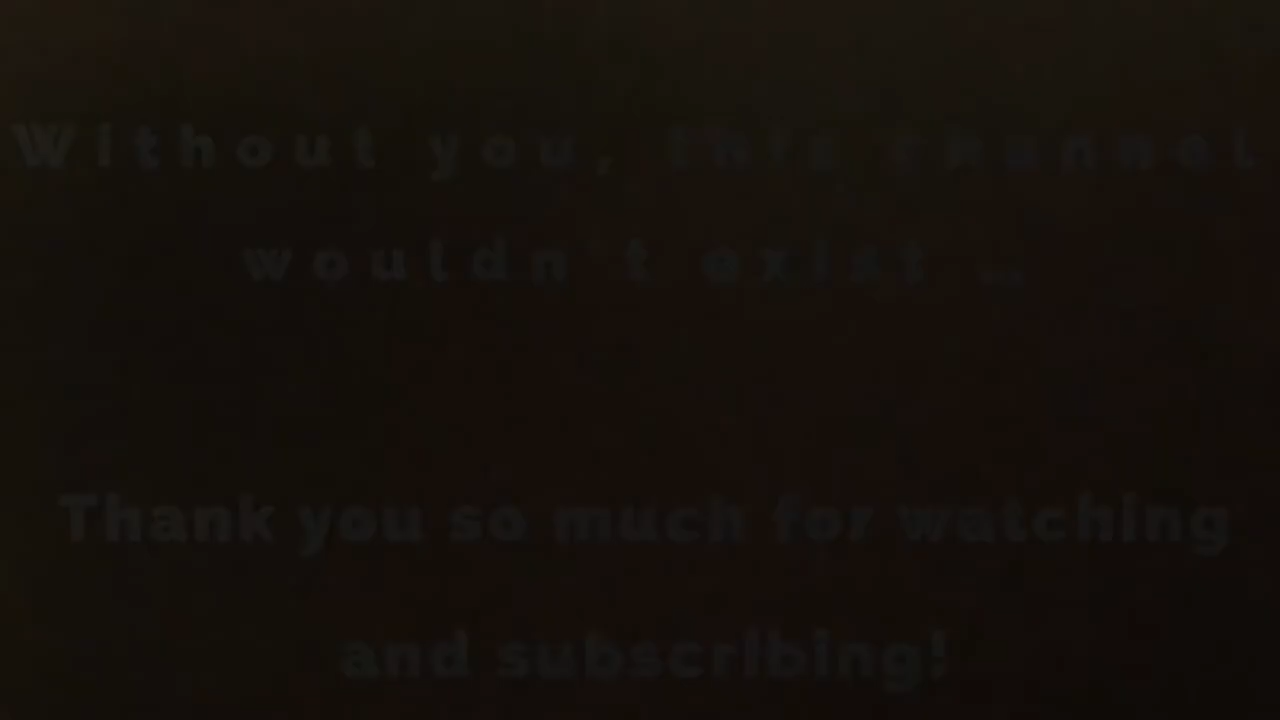 Without you, this channel
wouldn't exist ...
Thank you so much for watching
and subscribing!